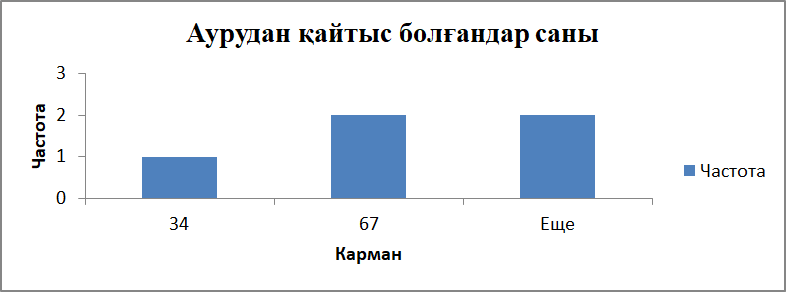 Аурудан қайтыс болғандар саны
Частота
3
2
1
0
34 67 Еще
Карман
Частота